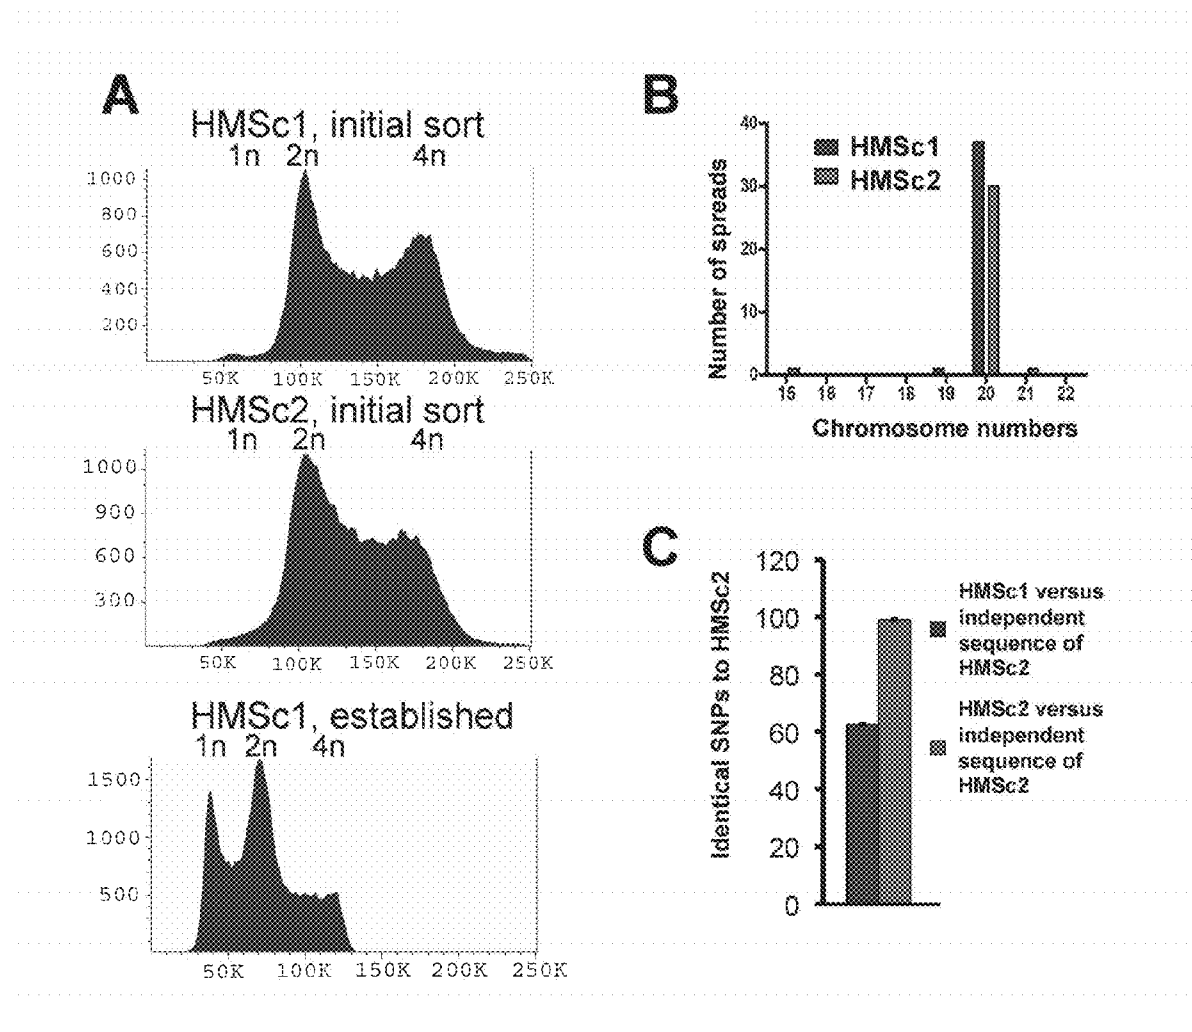 A
HMSc1, initial sort
1n 2n 4n
1000
800
600
400
200
50K 100K 150K 200K 250K
HMSc2, initial sort
1n 2n 4n
1000
900
600
300
50K 100K 150K 200K 250K
HMSc1, established
1n 2n 4n
1500
1000
500
50K 100K 150K 200K 250K
B
Number of spreads
40
30
20
10
0
HMSc1
HMSc2
15 16 17 18 19 20 21 22
Chromosome numbers
C
Identical SNPs to HMSc2
120
100
80
60
40
20
0
HMSc1 versus
independent
sequence of
HMSc2
HMSc2 versus
independent
sequence of
HMSc2